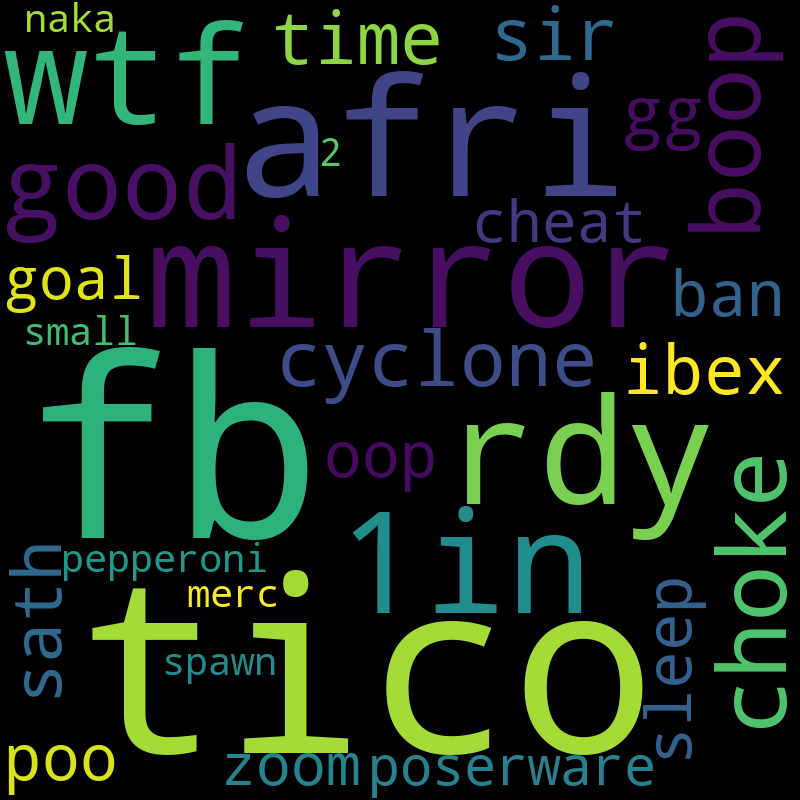 naka
wtf
time
sir
boop
afri
gg
2
good
cheat
mirror
goal
ban
small
cyclone
ibex
fb
rdy
oop
choke
1in
sath
pepperoni
merc
tico
sleep
spawn
poo
zoom
poserware